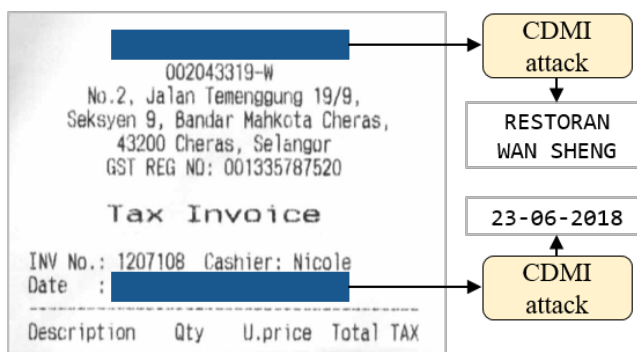 CDMI
attack
002043319-W
No.2, Jalan Temenggung 19/9,
Seksyen 9, Bandar Mahkota Cheras,
43200 Cheras, Selangor
GST REG NO: 001335787520
RESTORAN
WAN SHENG
Tax Invoice
23-06-2018
INV No.: 1207108 Cashier: Nicole
Date :
CDMI
attack
Description Qty U.price Total TAX